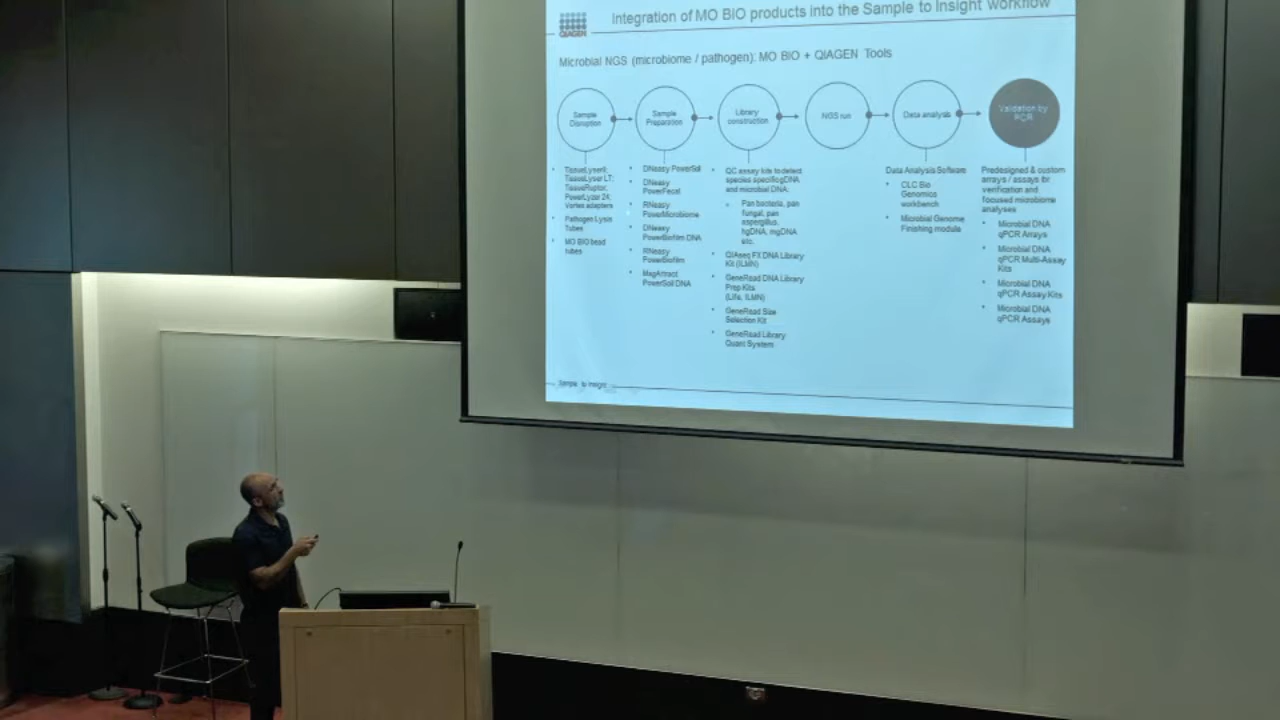 Integration of MO BIO products into the Sample to Insight workflow
QIAGEN
Microbial NGS (microbiome / pathogen): MO BIO + QIAGEN Tools
Sample
Disruption
Sample
Preparation
Library
construction
NGS run
Data analysis
Validation by
PCR
TissueLyserII;
TissueLyser LT;
TissueRuptor,
PowerLyzer 24;
Vortex adapters
Pathogen Lysis
Tubes
MO BIO bead
tubes
DNeasy PowerSoil
DNeasy
PowerFecal
RNeasy
PowerMicrobiome
DNeasy
PowerBiofilm DNA
RNeasy
PowerBiofilm
MagAttract
PowerSoil DNA
QC assay kits to detect
species specific gDNA
and microbial DNA:
Pan bacteria, pan
fungal, pan
aspergillus,
hgDNA, mgDNA
etc.
QIAseq FX DNA Library
Kit (ILMN)
GeneRead DNA Library
Prep Kits
(Life, ILMN)
GeneRead Size
Selection Kit
GeneRead Library
Quant System
Data Analysis Software
CLC Bio
Genomics
workbench
Microbial Genome
Finishing module
Predesigned & custom
arrays / assays for
verification and
focused microbiome
analyses
Microbial DNA
qPCR Arrays
Microbial DNA
qPCR Multi-Assay
Kits
Microbial DNA
qPCR Assay Kits
Microbial DNA
qPCR Assays
Sample to Insight